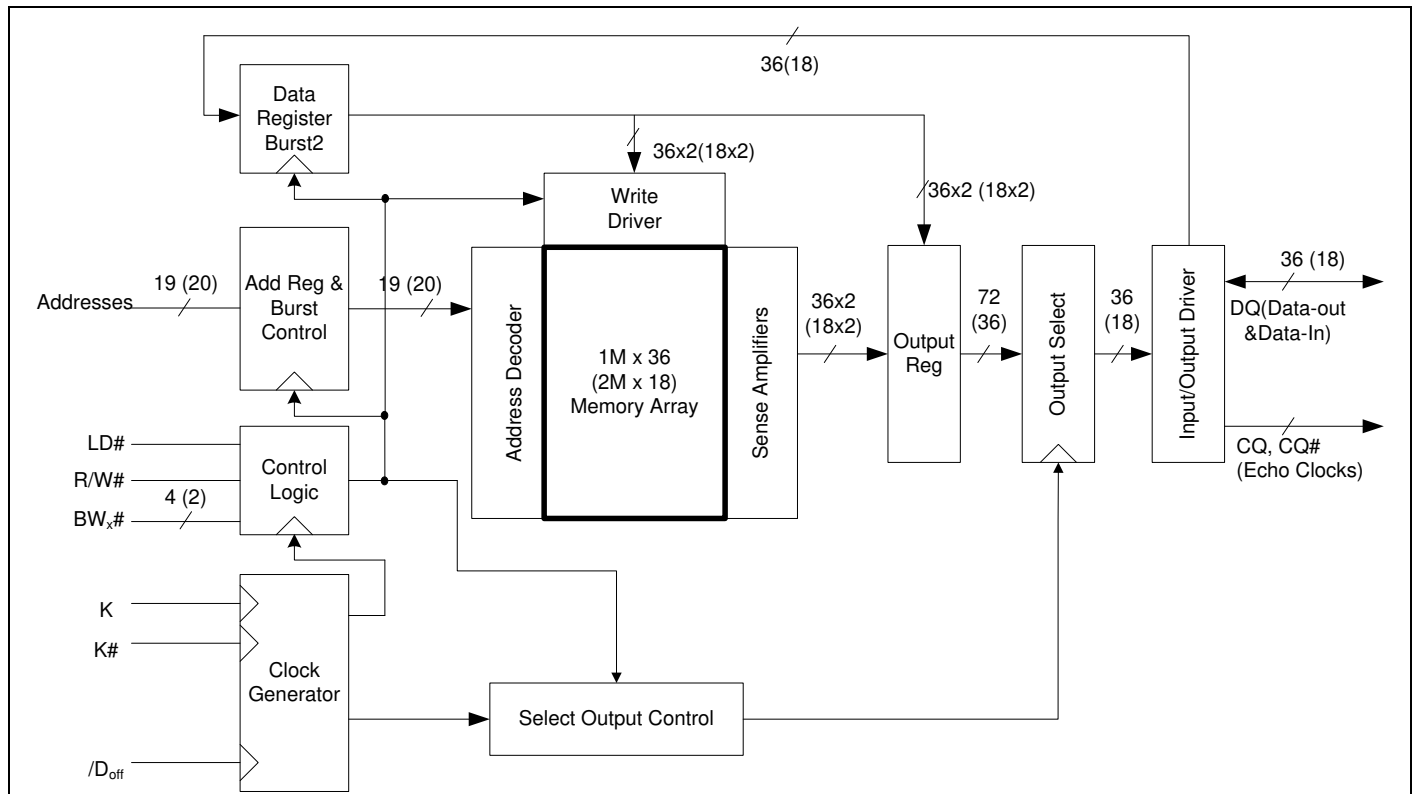 36(18)
Data
Register
Burst2
36x2(18x2)
36x2 (18x2)
Write
Driver
Addresses
19 (20)
Add Reg &
Burst
Control
19 (20)
Address Decoder
1M x 36
(2M x 18)
Memory Array
Sense Amplifiers
36x2
(18x2)
Output
Reg
72
(36)
Output Select
36
(18)
Input/Output Driver
36 (18)
DQ(Data-out
&Data-In)
CQ, CQ#
(Echo Clocks)
LD#
R/W#
4 (2)
BWx#
Control
Logic
K
K#
/Doff
Clock
Generator
Select Output Control